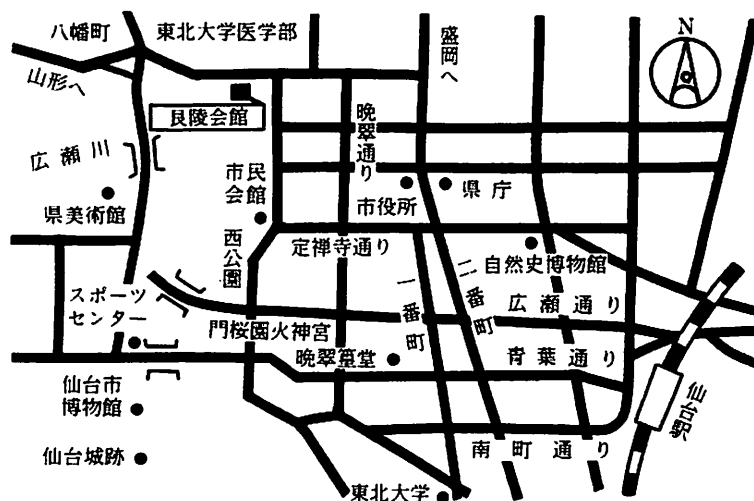 八幡町
東北大学医学部
盛岡へ
N
山形へ
艮陵会館
晩翠通り
広瀬川
市民
会館
市役所
県庁
県美術館
西公園
定禅寺通り
自然史博物館
スポーツ
センター
一番町
二番町
広瀬通り
門桜園火神宮
晩翠草堂
青葉通り
仙台市
博物館
仙台駅
仙台城跡
南町通り
東北大学